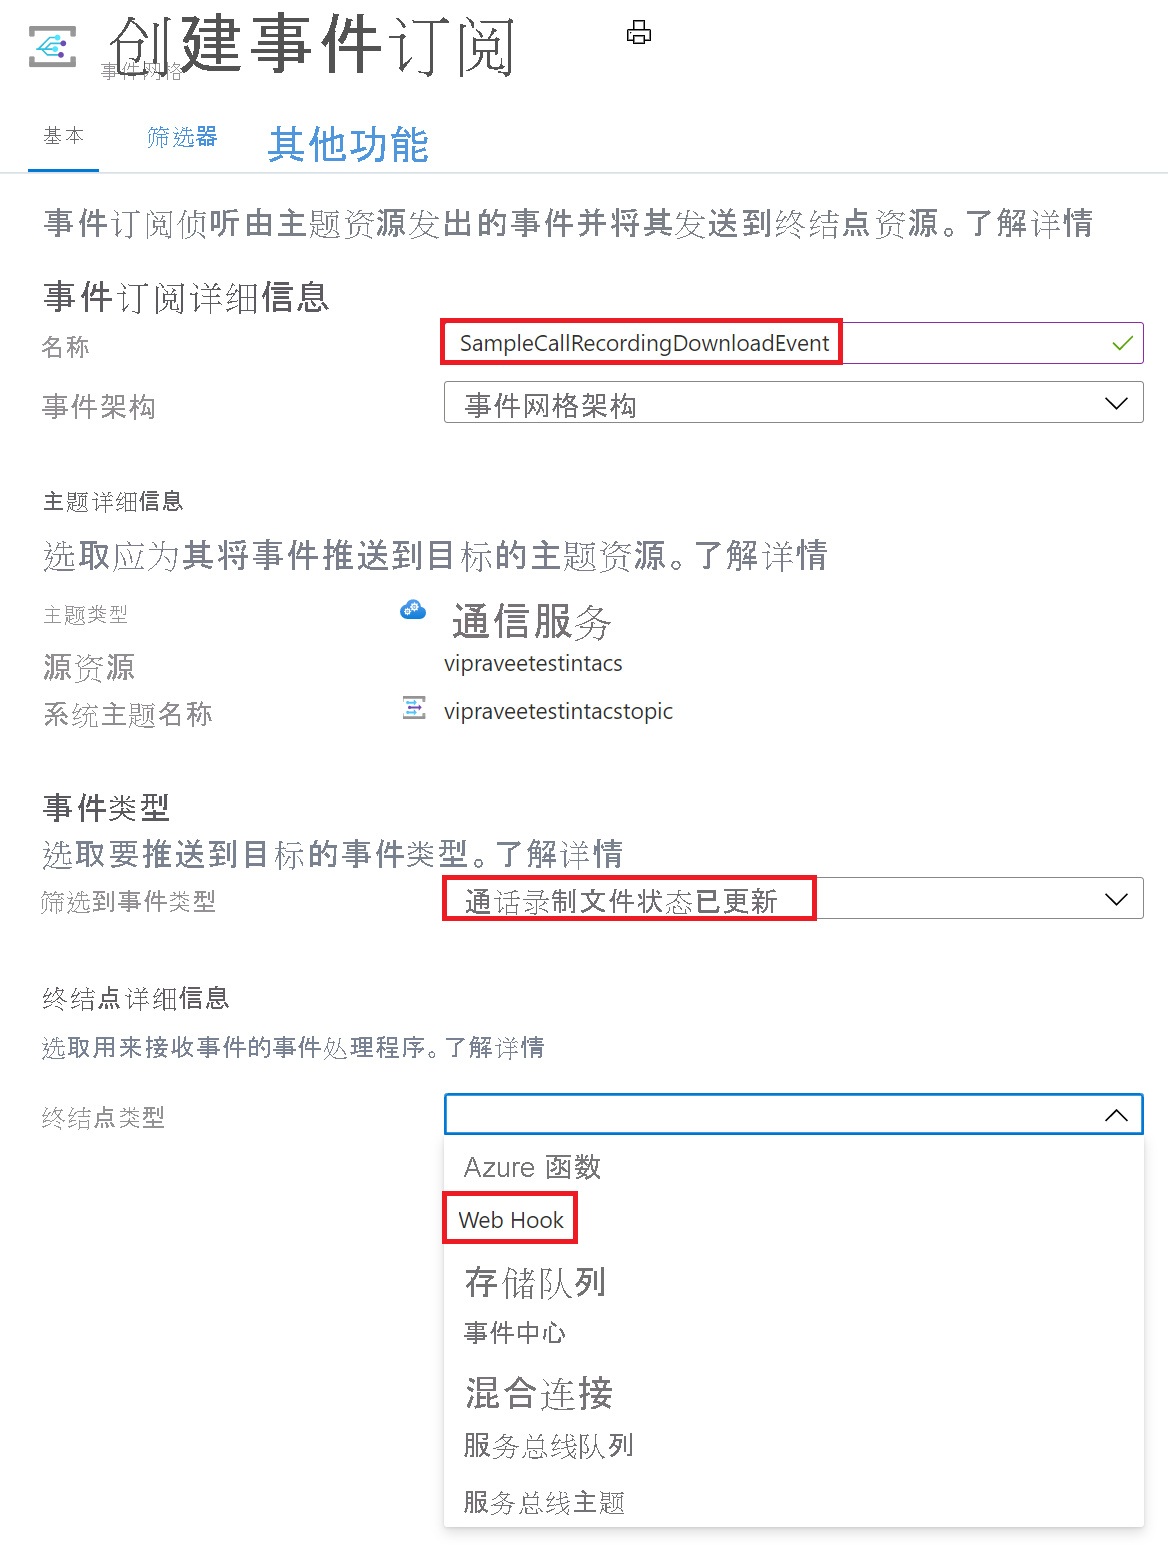 创建事件订阅
事件网格
基本 筛选器 其他功能
事件订阅侦听由主题资源发出的事件并将其发送到终结点资源。了解详情
事件订阅详细信息
名称 SampleCallRecordingDownloadEvent
事件架构 事件网格架构
主题详细信息
选取应为其将事件推送到目标的主题资源。了解详情
主题类型 通信服务
源资源 vipraveetestintacs
系统主题名称 vipraveetestintacstopic
事件类型
选取要推送到目标的事件类型。了解详情
筛选到事件类型 通话录制文件状态已更新
终结点详细信息
选取用来接收事件的事件处理程序。了解详情
终结点类型
Azure 函数
Web Hook
存储队列
事件中心
混合连接
服务总线队列
服务总线主题